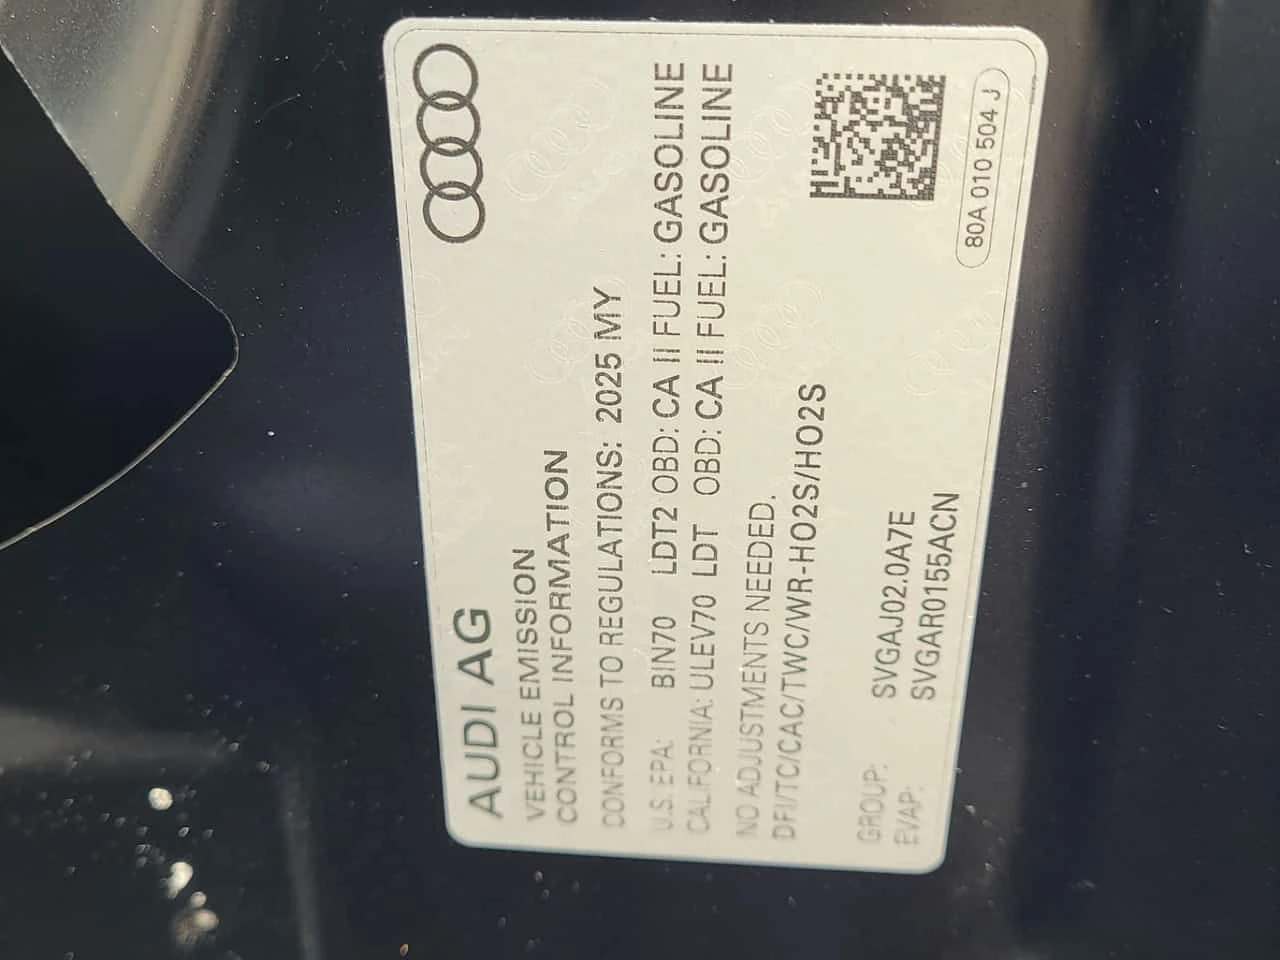 AUDI AG
VEHICLE EMISSION
CONTROL INFORMATION
CONFORMS TO REGULATIONS: 2025 MY
U.S. EPA: BIN70 LDT2 OBD: CA II FUEL: GASOLINE
CALIFORNIA: ULEV70 LDT OBD: CA II FUEL: GASOLINE
NO ADJUSTMENTS NEEDED.
DFI/TC/CAC/TWC/WR-HO2S/HO2S
GROUP: SVGAJ02.0A7E
EVAP: SVGAR0155ACN
80A 010 504 J